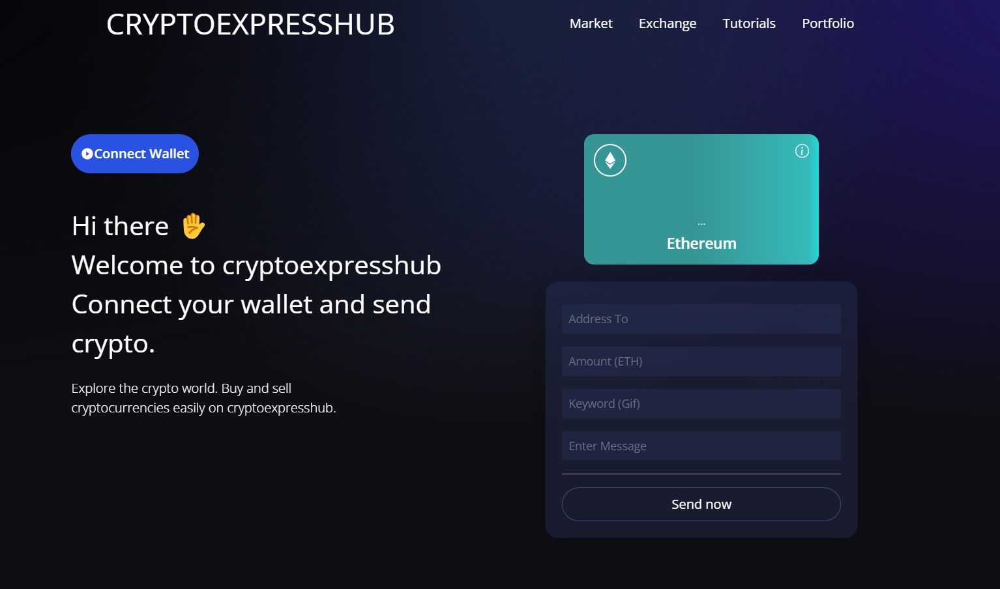 CRYPTOEXPRESSHUB
Market Exchange Tutorials Portfolio
Connect Wallet
Hi there
Welcome to cryptoexpresshub
Connect your wallet and send
crypto.
Explore the crypto world. Buy and sell
cryptocurrencies easily on cryptoexpresshub.
i
...
Ethereum
Address To
Amount (ETH)
Keyword (Gif)
Enter Message
Send now